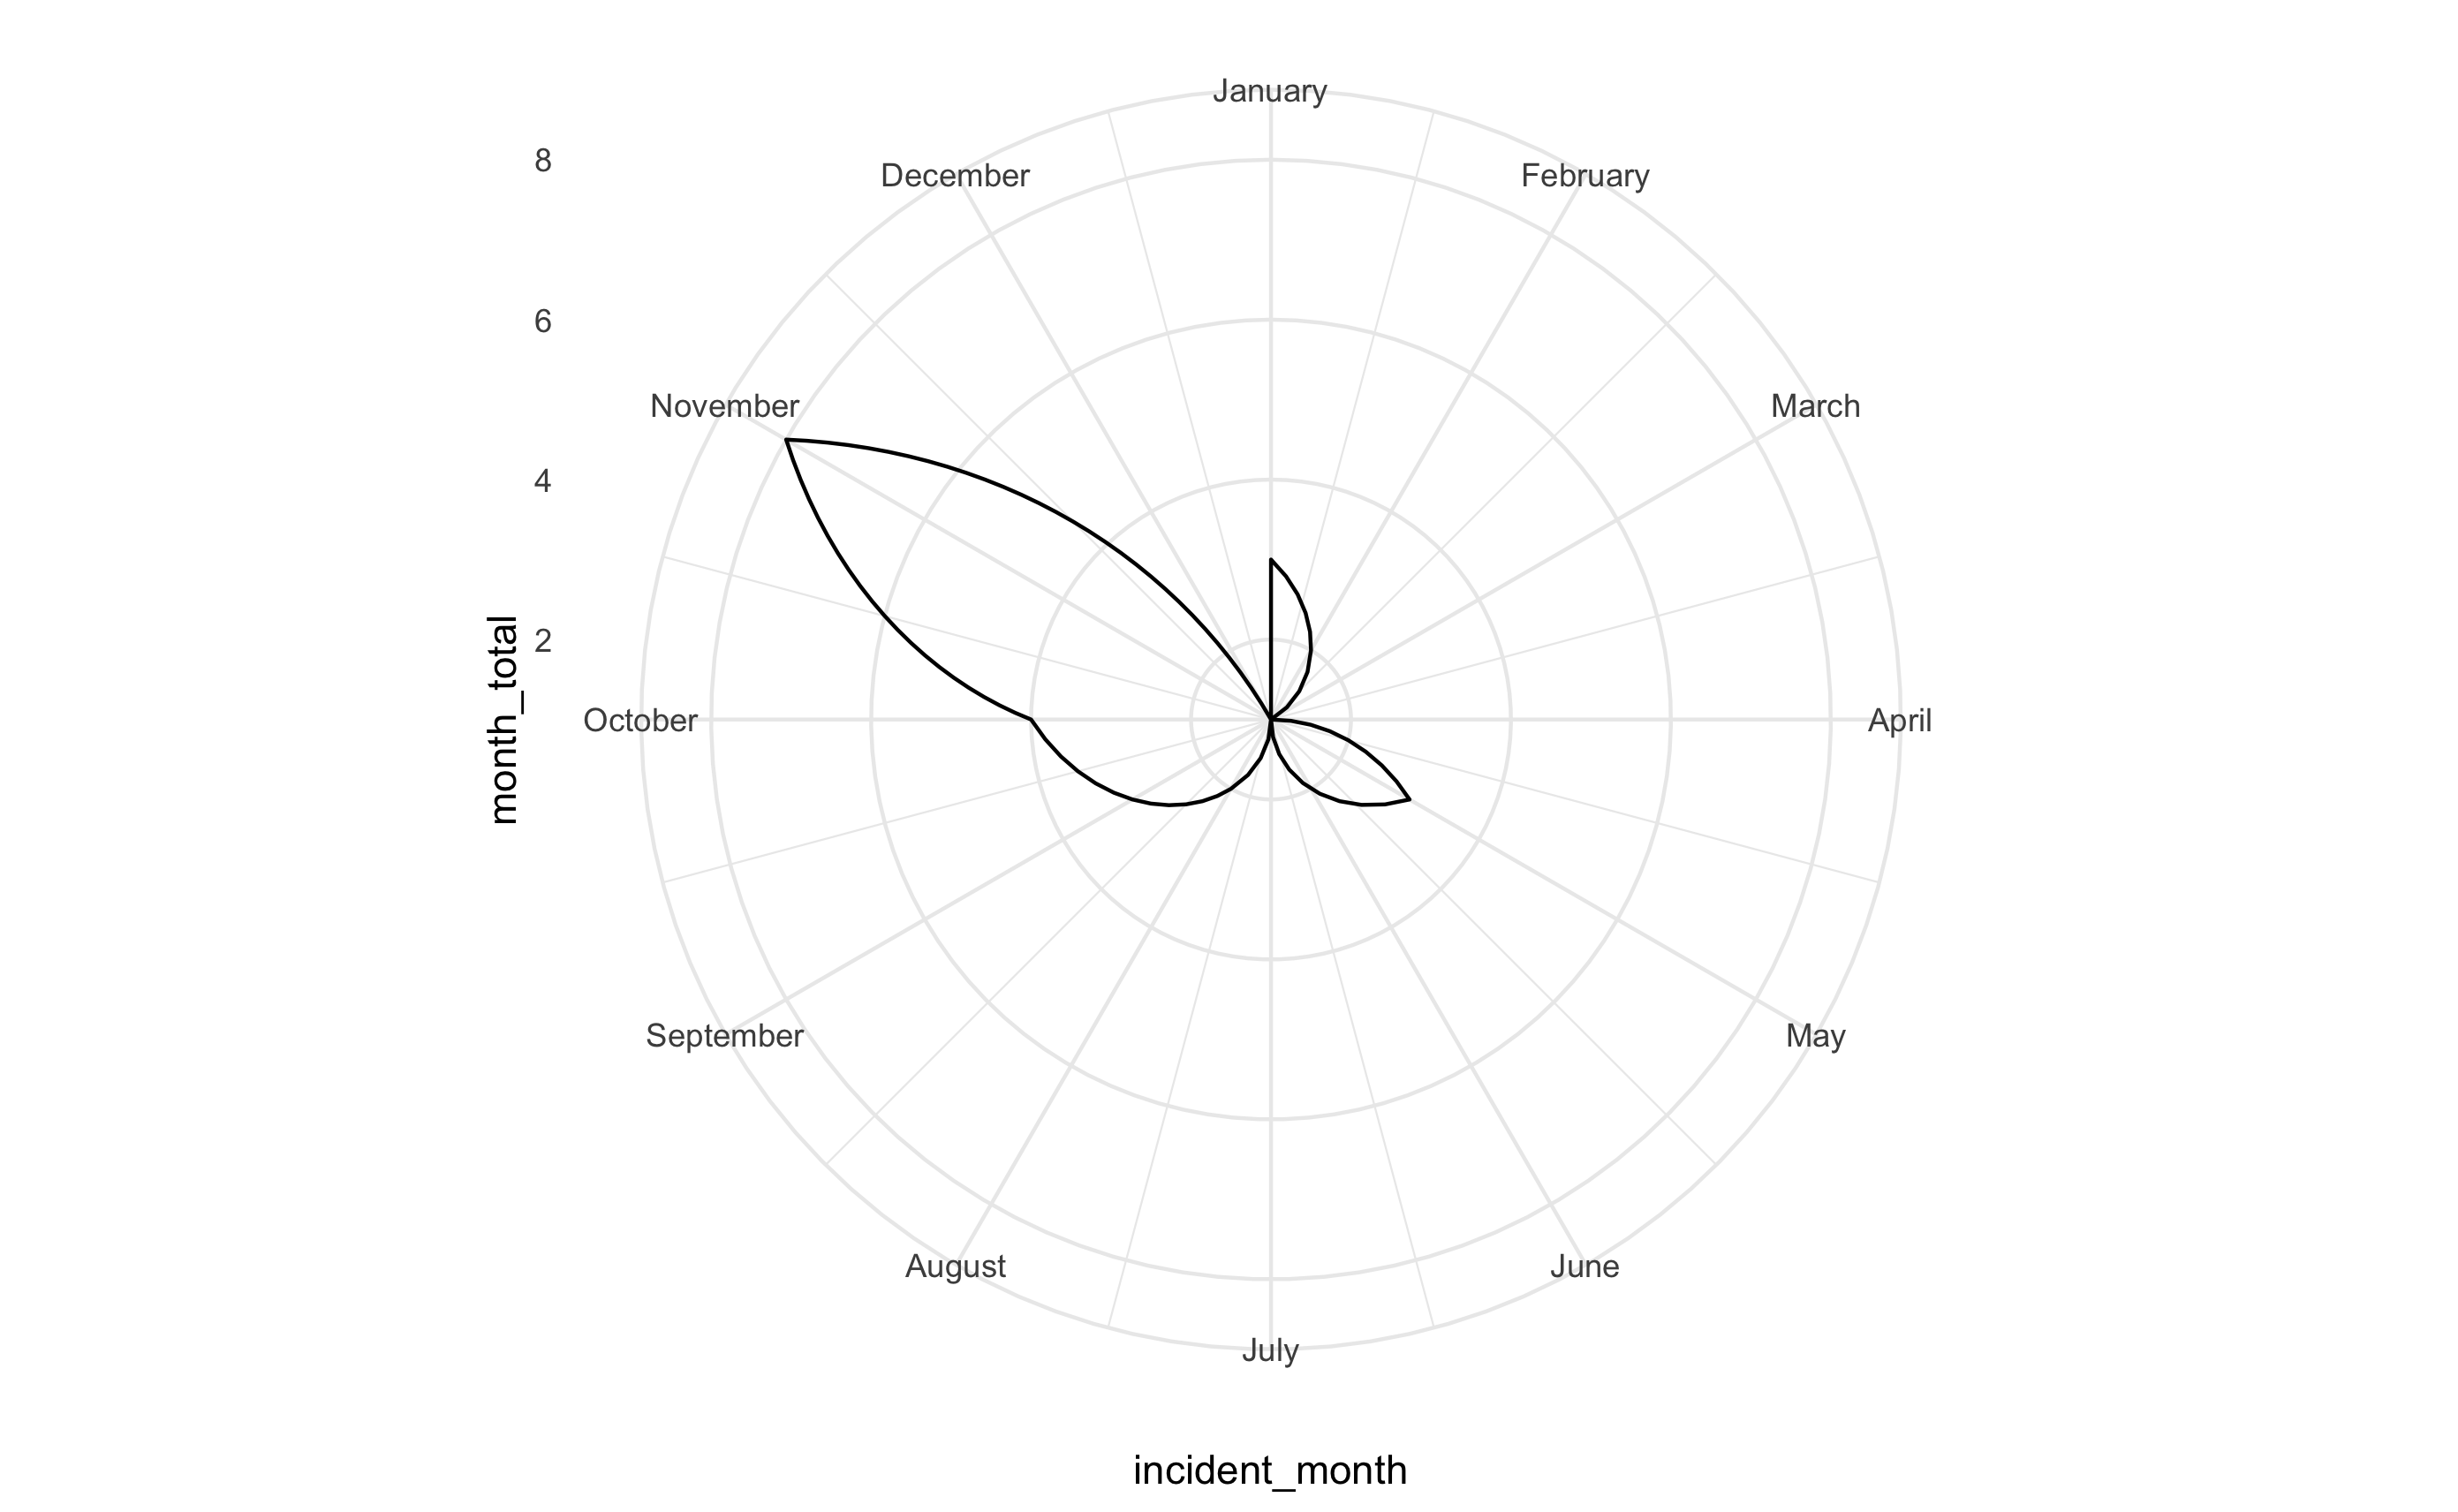 January
8
December
February
6
November
March
4
2
month_total
October
April
September
May
August
June
July
incident_month